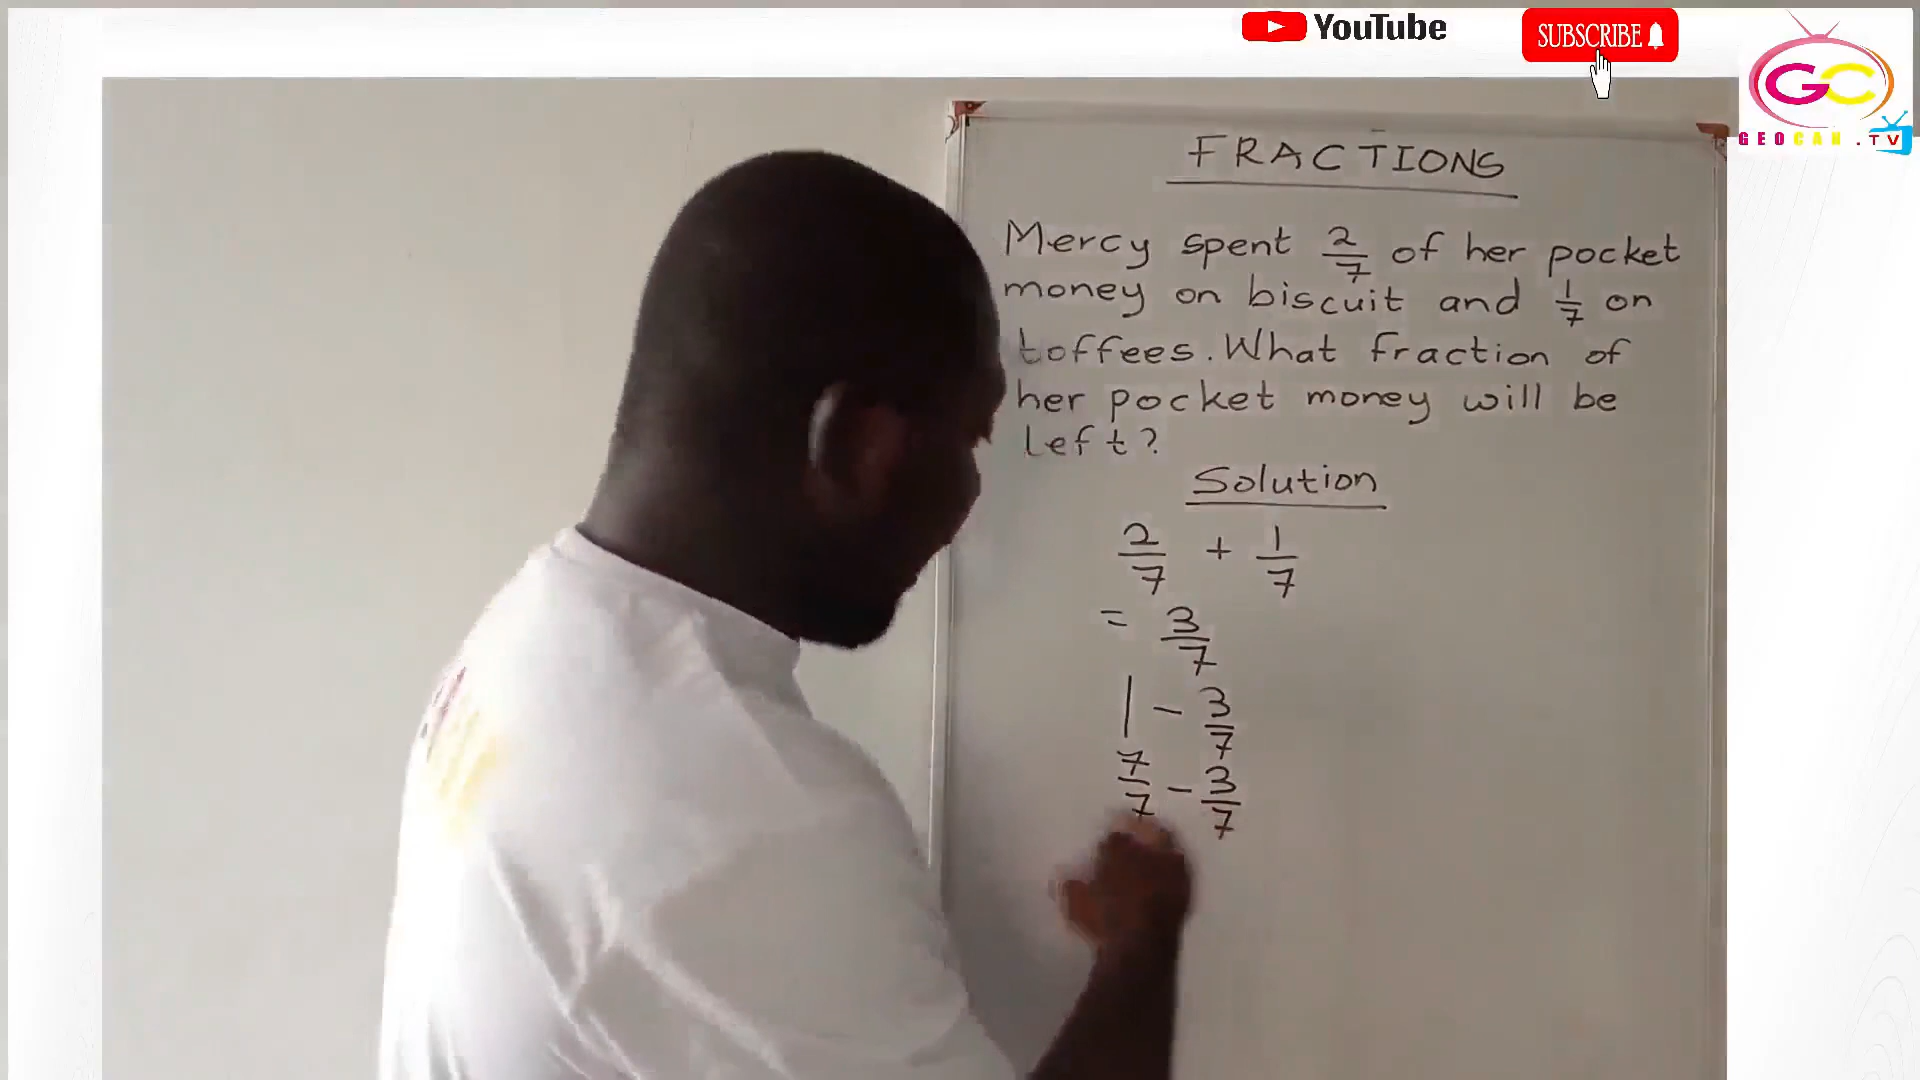 YouTube
SUBSCRIBE
GC
GEOCAH.TV
FRACTIONS
Mercy spent 2/7 of her pocket
money on biscuit and 1/7 on
toffees. What fraction of
her pocket money will be
left?
Solution
2/7 + 1/7
= 3/7
1 - 3/7
7/7 - 3/7